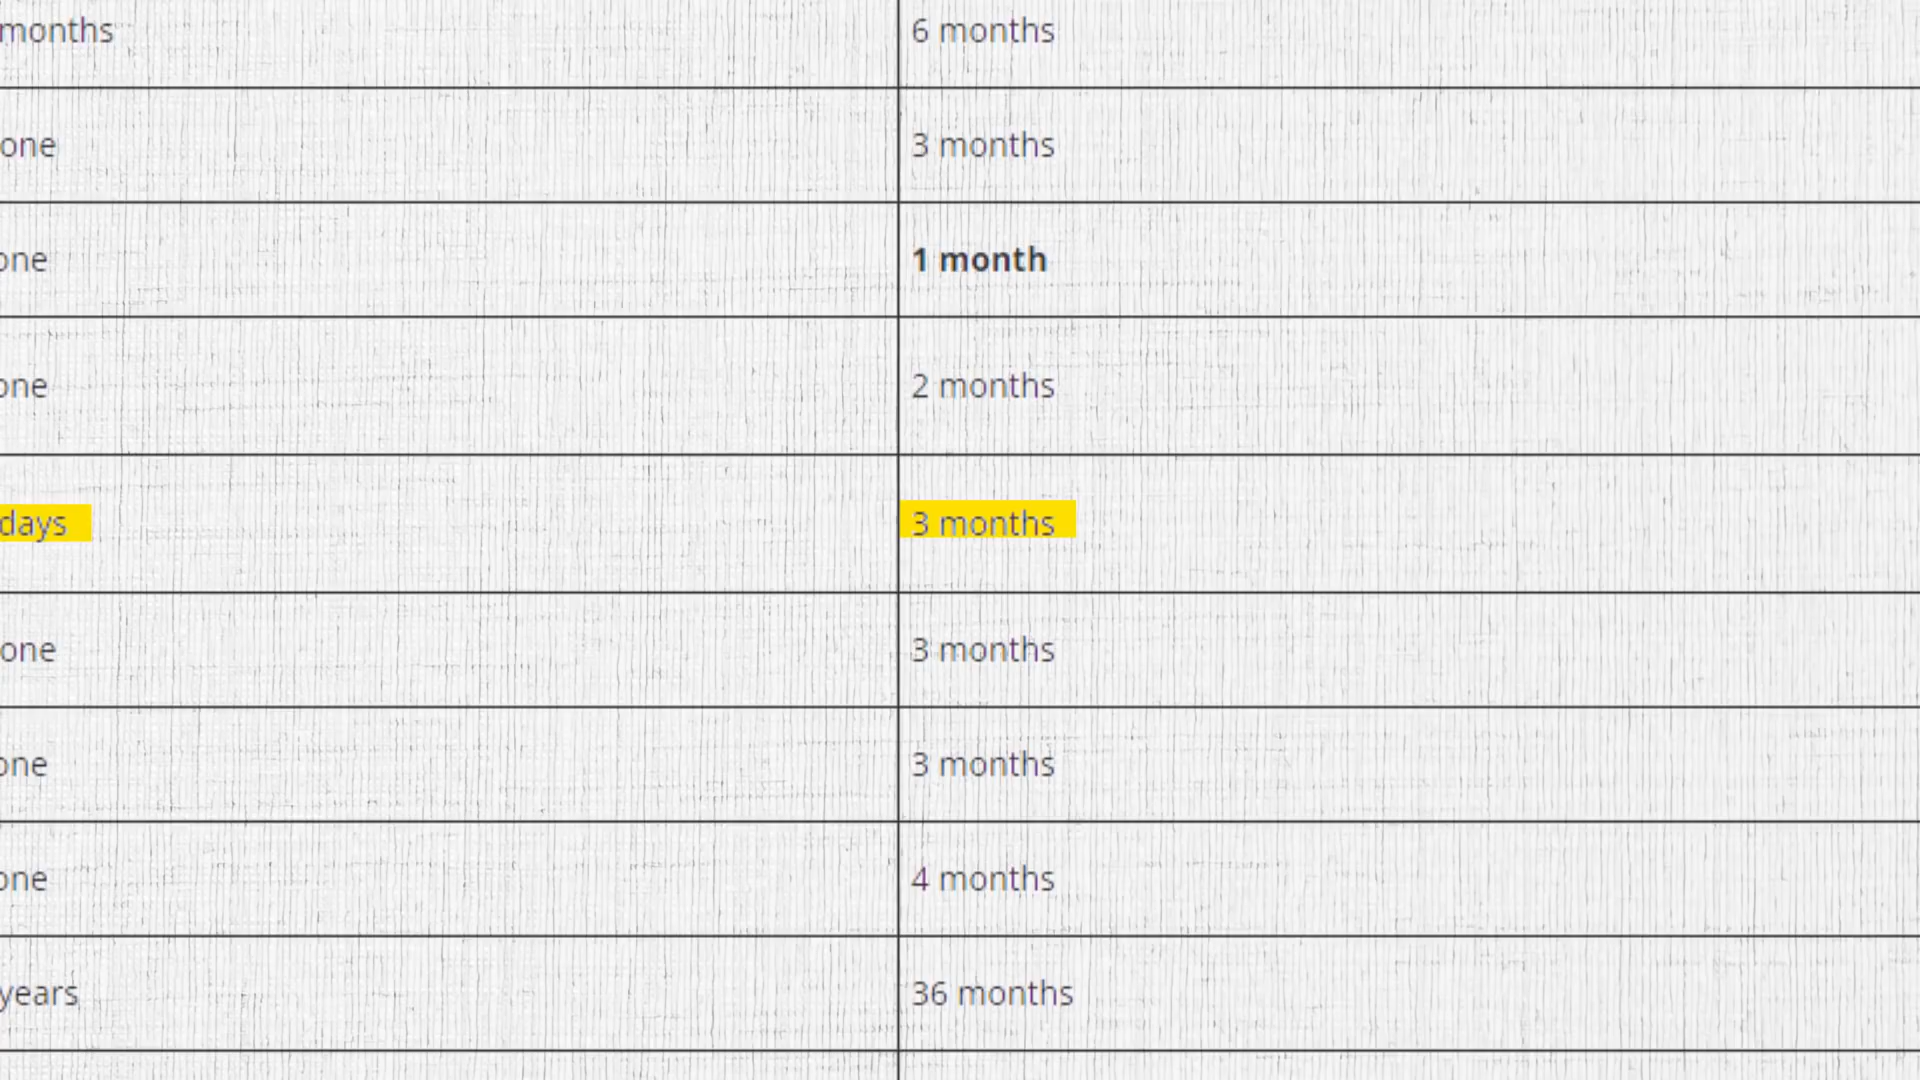 months 6 months
one 3 months
one 1 month
one 2 months
days 3 months
one 3 months
one 3 months
one 4 months
years 36 months